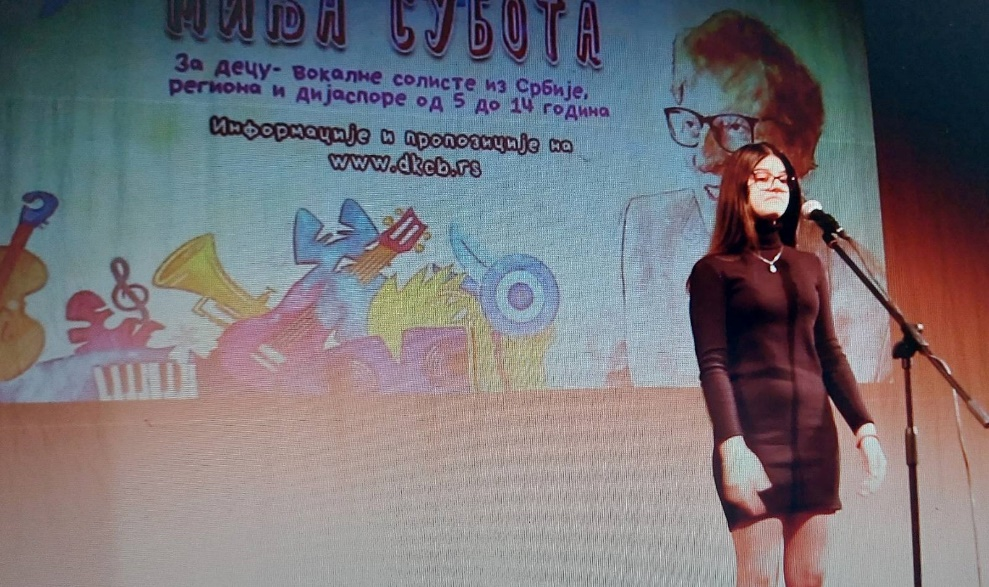 МИЊА СУБОТА
За децу- вокалне солисте из Србије,
региона и дијаспоре од 5 до 14 година
Информације и пропозиције на
www.dkcb.rs